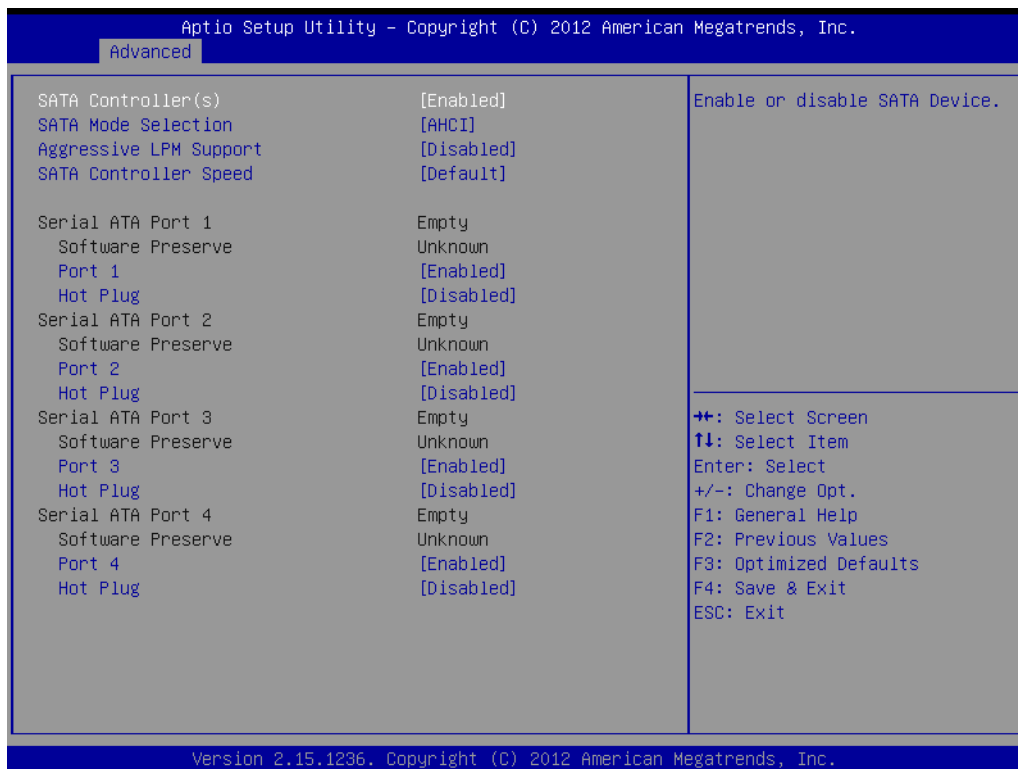 Aptio Setup Utility – Copyright (C) 2012 American Megatrends, Inc.
Advanced
SATA Controller(s) [Enabled]
SATA Mode Selection [AHCI]
Aggressive LPM Support [Disabled]
SATA Controller Speed [Default]
Serial ATA Port 1 Empty
Software Preserve Unknown
Port 1 [Enabled]
Hot Plug [Disabled]
Serial ATA Port 2 Empty
Software Preserve Unknown
Port 2 [Enabled]
Hot Plug [Disabled]
Serial ATA Port 3 Empty
Software Preserve Unknown
Port 3 [Enabled]
Hot Plug [Disabled]
Serial ATA Port 4 Empty
Software Preserve Unknown
Port 4 [Enabled]
Hot Plug [Disabled]
Enable or disable SATA Device.
→←: Select Screen
↑↓: Select Item
Enter: Select
+/-: Change Opt.
F1: General Help
F2: Previous Values
F3: Optimized Defaults
F4: Save & Exit
ESC: Exit
Version 2.15.1236. Copyright (C) 2012 American Megatrends, Inc.